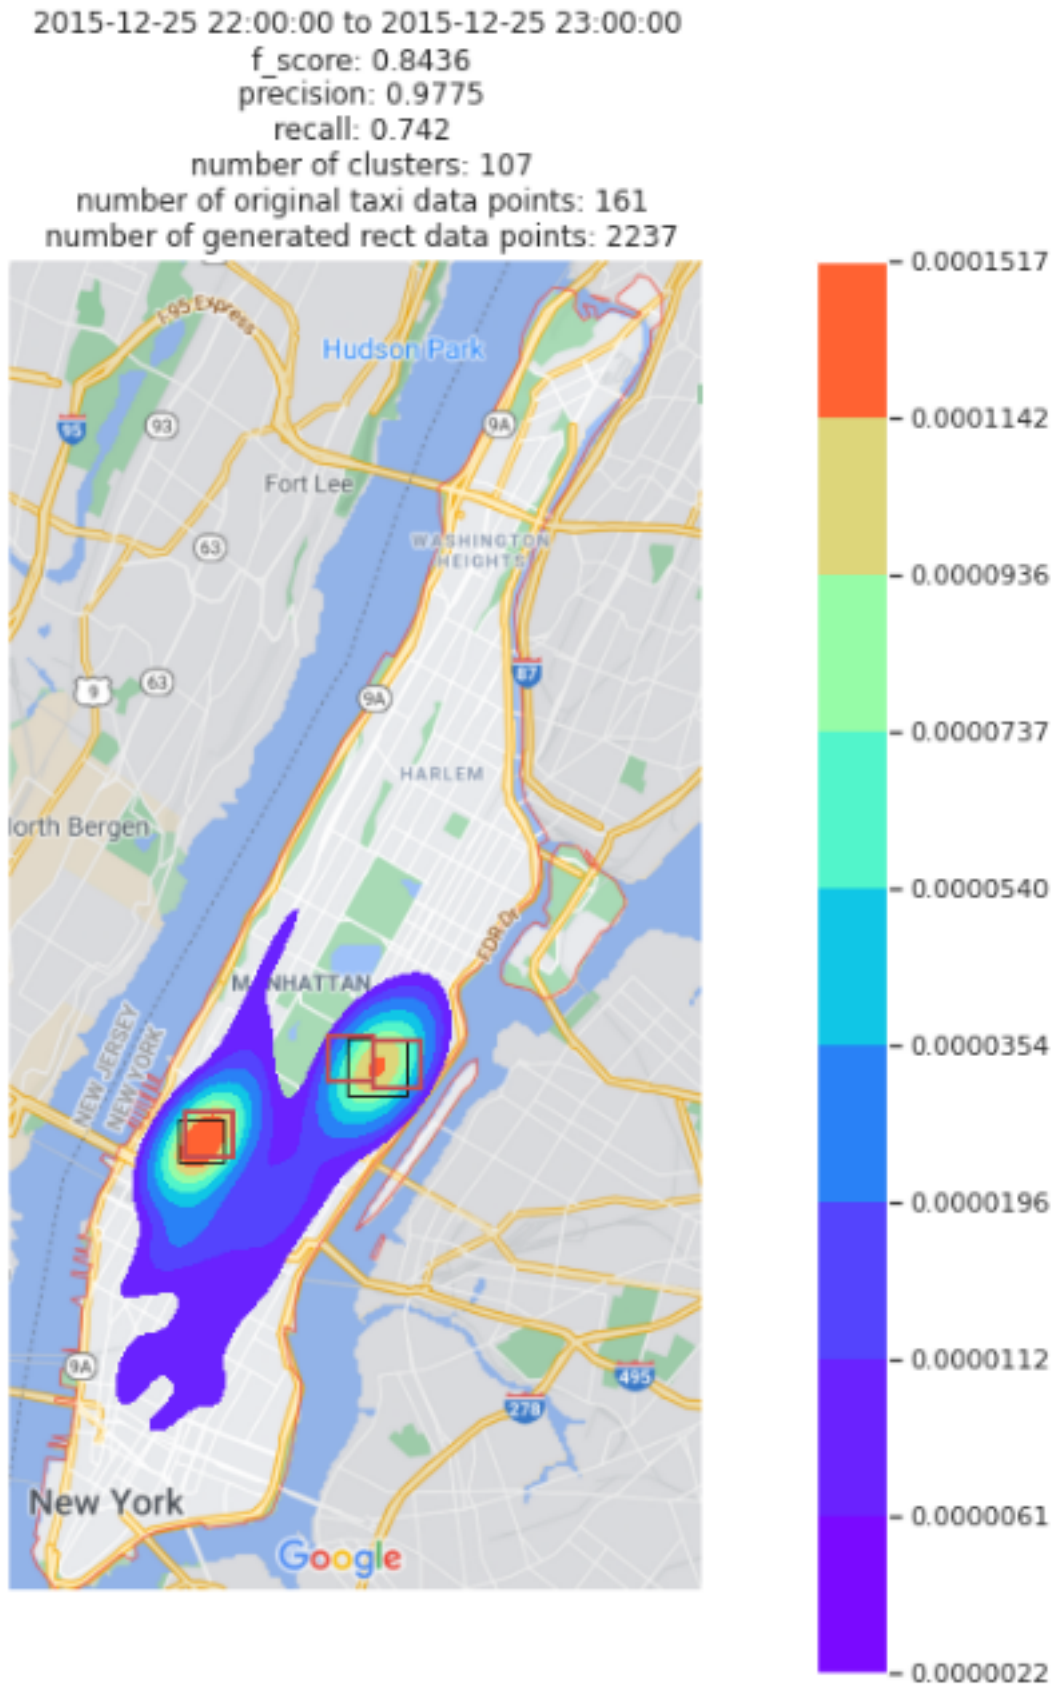 2015-12-25 22:00:00 to 2015-12-25 23:00:00
f_score: 0.8436
precision: 0.9775
recall: 0.742
number of clusters: 107
number of original taxi data points: 161
number of generated rect data points: 2237
I-95 Express
Hudson Park
95
93
9A
Fort Lee
63
WASHINGTON
HEIGHTS
9
63
87
9A
HARLEM
orth Bergen
FDR Dr
MANHATTAN
NEW JERSEY
NEW YORK
9A
495
278
New York
Google
0.0001517
0.0001142
0.0000936
0.0000737
0.0000540
0.0000354
0.0000196
0.0000112
0.0000061
0.0000022